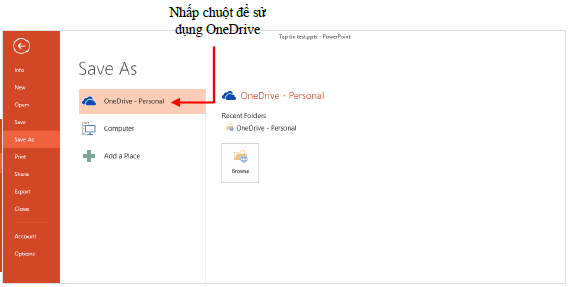 Nhấp chuột để sử
dụng OneDrive
Tap tin test.pptx - PowerPoint
Info
New
Open
Save
Save As
Print
Share
Export
Close
Account
Options
Save As
OneDrive - Personal
Computer
Add a Place
OneDrive - Personal
Recent Folders
OneDrive - Personal
Browse